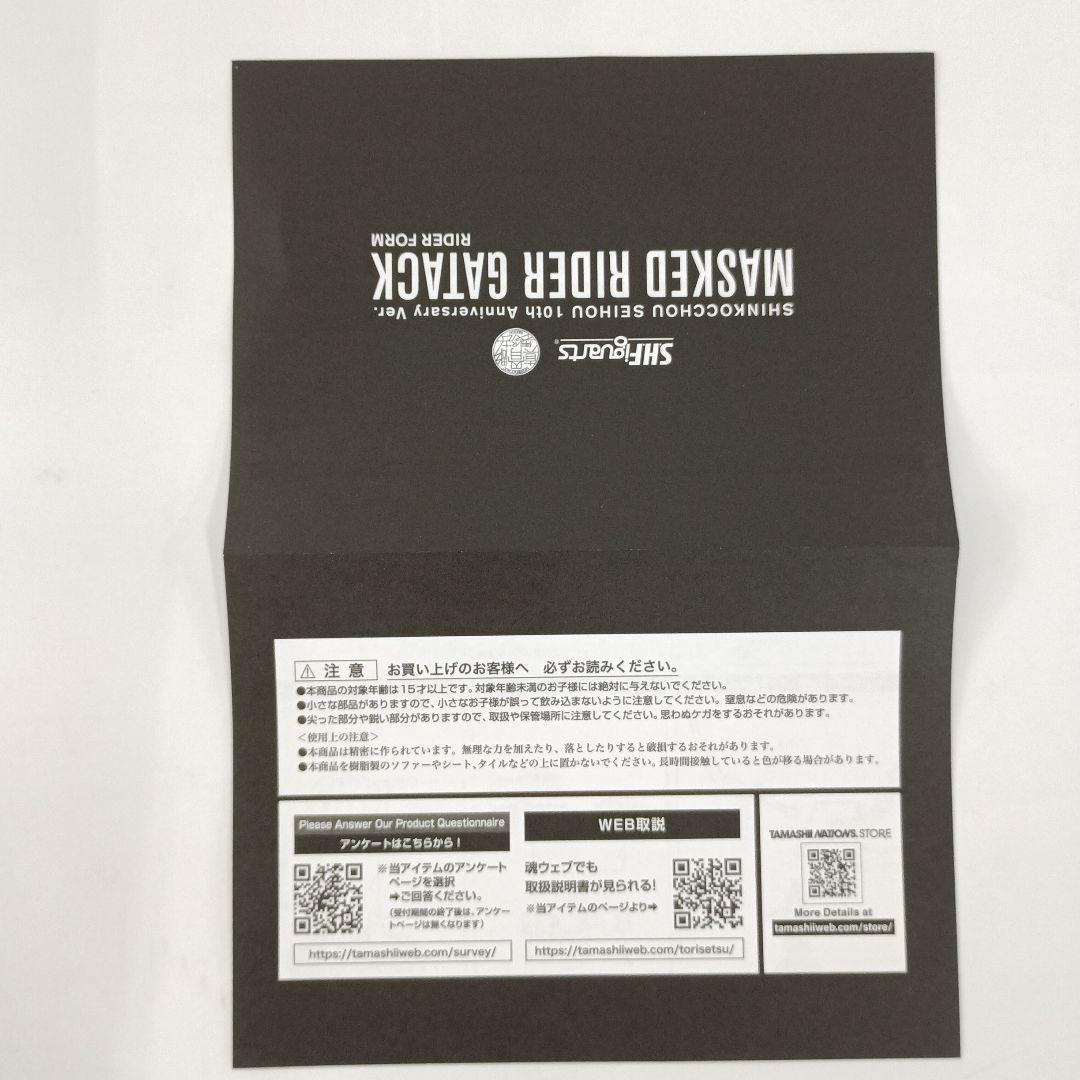 SHFiguarts®
SHINKOCCHOU SEIHOU 10th Anniversary Ver.
MASKED RIDER GATACK
RIDER FORM
⚠ 注 意 お買い上げのお客様へ 必ずお読みください。
●本商品の対象年齢は15才以上です。対象年齢未満のお子様には絶対に与えないでください。
●小さな部品がありますので、小さなお子様が誤って飲み込まないように注意してください。窒息などの危険があります。
●尖った部分や鋭い部分がありますので、取扱や保管場所に注意してください。思わぬケガをするおそれがあります。
＜使用上の注意＞
●本商品は精密に作られています。無理な力を加えたり、落としたりすると破損するおそれがあります。
●本商品を樹脂製のソファーやシート、タイルなどの上に置かないでください。長時間接触していると色が移る場合があります。
Please Answer Our Product Questionnaire
アンケートはこちらから！
※当アイテムのアンケート
ページを選択
➡ご回答ください。
（受付期間の終了後は、アンケー
トページは無くなります）
https://tamashiiweb.com/survey/
WEB取説
魂ウェブでも
取扱説明書が見られる!
※当アイテムのページより➡
https://tamashiiweb.com/torisetsu/
TAMASHII NATIONS STORE
More Details at
tamashiiweb.com/store/